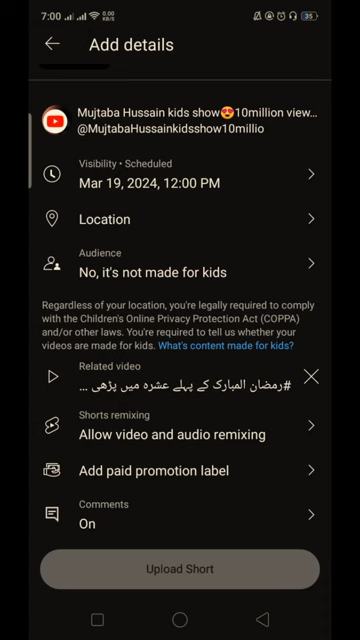 7:00
0.00
KB/S
35
Add details
Mujtaba Hussain kids show😍10million view...
@MujtabaHussainkidsshow10millio
Visibility • Scheduled
Mar 19, 2024, 12:00 PM
Location
Audience
No, it's not made for kids
Regardless of your location, you're legally required to comply
with the Children's Online Privacy Protection Act (COPPA)
and/or other laws. You're required to tell us whether your
videos are made for kids. What's content made for kids?
Related video
#رمضان المبارک کے پہلے عشرہ میں پڑھی ...
Shorts remixing
Allow video and audio remixing
Add paid promotion label
Comments
On
Upload Short